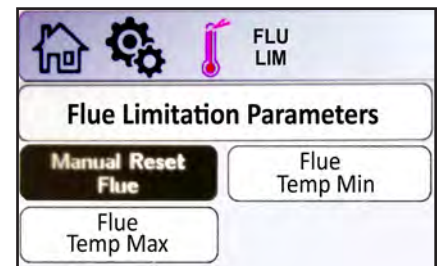 FLU
LIM
Flue Limitation Parameters
Manual Reset
Flue
Flue
Temp Min
Flue
Temp Max